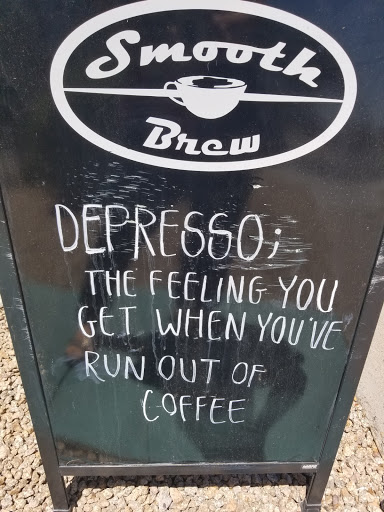 Smooth
Brew
DEPRESSO;
THE FEELING YOU
GET WHEN YOU'VE
RUN OUT OF
COFFEE